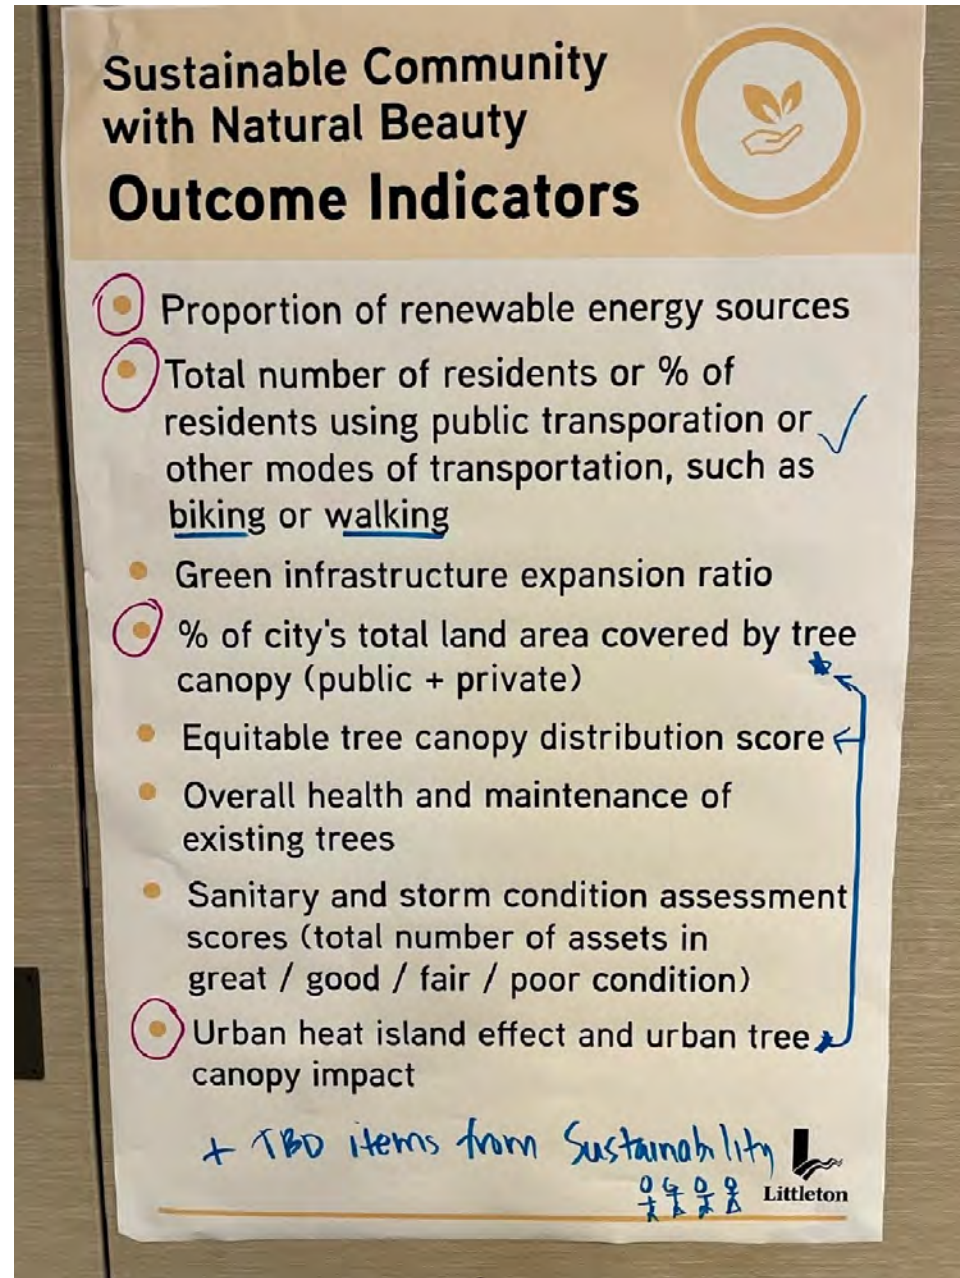 Sustainable Community
with Natural Beauty
Outcome Indicators
Proportion of renewable energy sources
Total number of residents or % of
residents using public transporation or
other modes of transportation, such as
biking or walking
Green infrastructure expansion ratio
% of city's total land area covered by tree
canopy (public + private)
Equitable tree canopy distribution score
Overall health and maintenance of
existing trees
Sanitary and storm condition assessment
scores (total number of assets in
great / good / fair / poor condition)
Urban heat island effect and urban tree
canopy impact
+ TBD items from Sustainability
Littleton